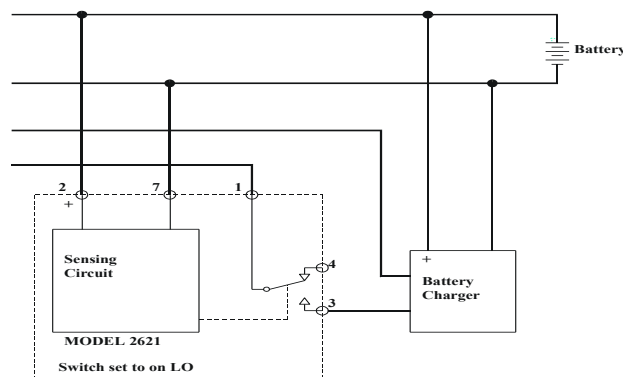 Battery
2
7
1
+
Sensing
Circuit
4
+
Battery
Charger
3
MODEL 2621
Switch set to on LO